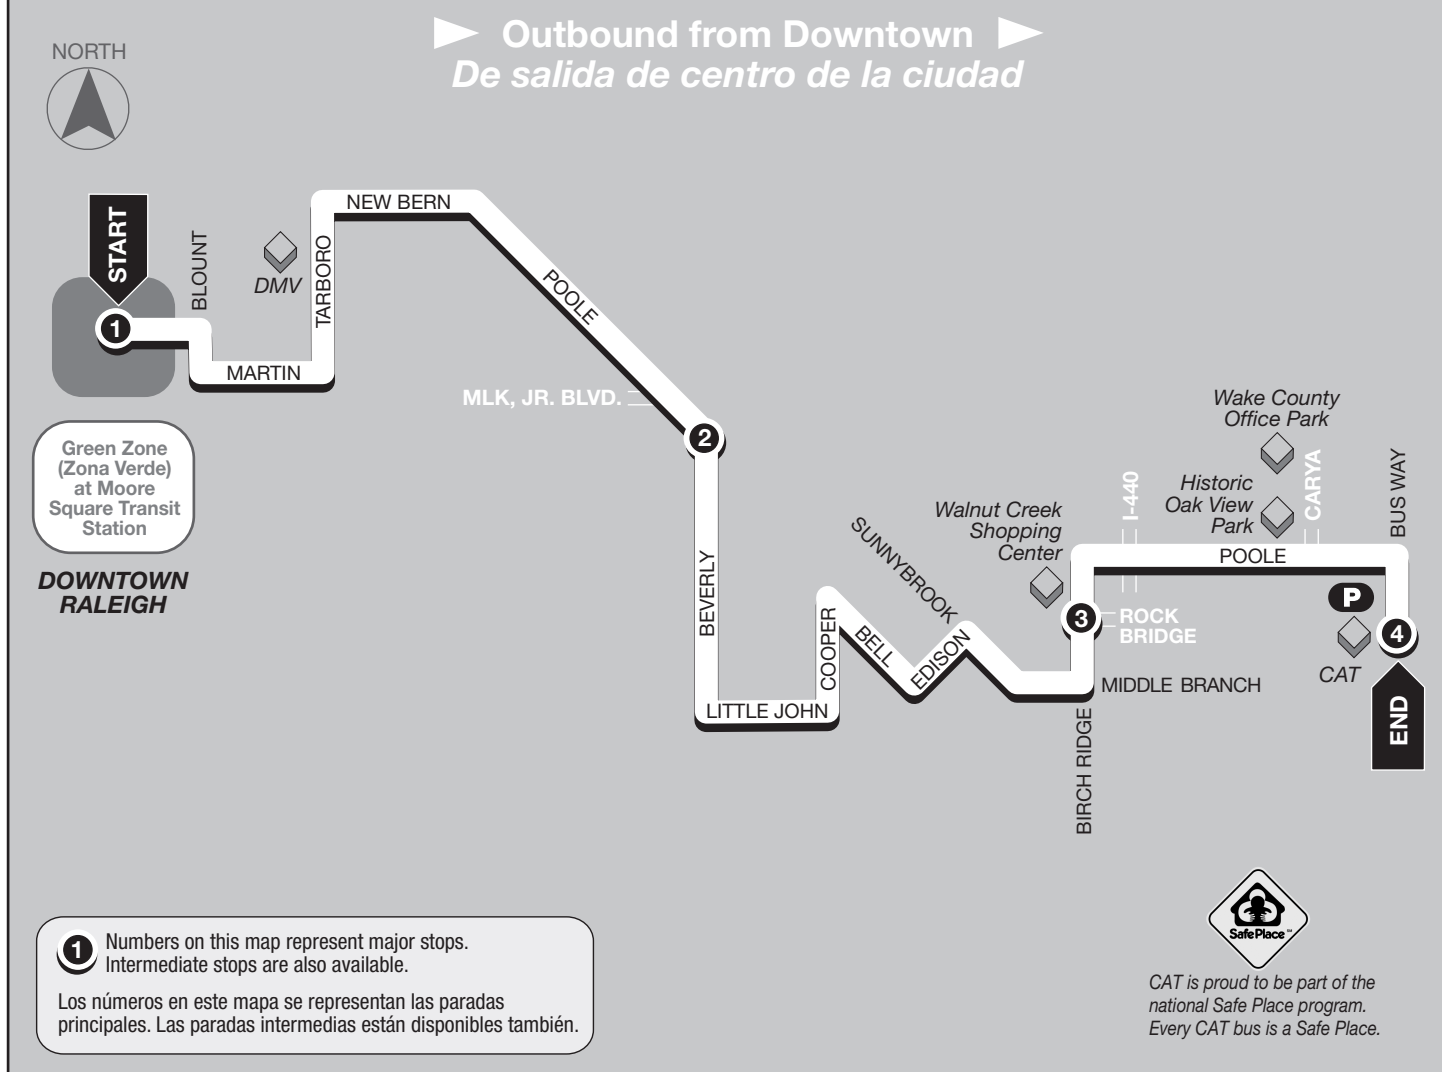 Outbound from Downtown
De salida de centro de la ciudad
NORTH
START
1
BLOUNT
DMV
TARBORO
NEW BERN
MARTIN
POOLE
MLK, JR. BLVD.
2
Green Zone
(Zona Verde)
at Moore
Square Transit
Station
DOWNTOWN
RALEIGH
BEVERLY
LITTLE JOHN
COOPER
BELL
EDISON
SUNNYBROOK
Walnut Creek
Shopping
Center
3
ROCK
BRIDGE
MIDDLE BRANCH
BIRCH RIDGE
I-440
Historic
Oak View
Park
Wake County
Office Park
CARYA
POOLE
BUS WAY
P
CAT
4
END
1
Numbers on this map represent major stops.
Intermediate stops are also available.
Los números en este mapa se representan las paradas
principales. Las paradas intermedias están disponibles también.
Safe Place
CAT is proud to be part of the
national Safe Place program.
Every CAT bus is a Safe Place.